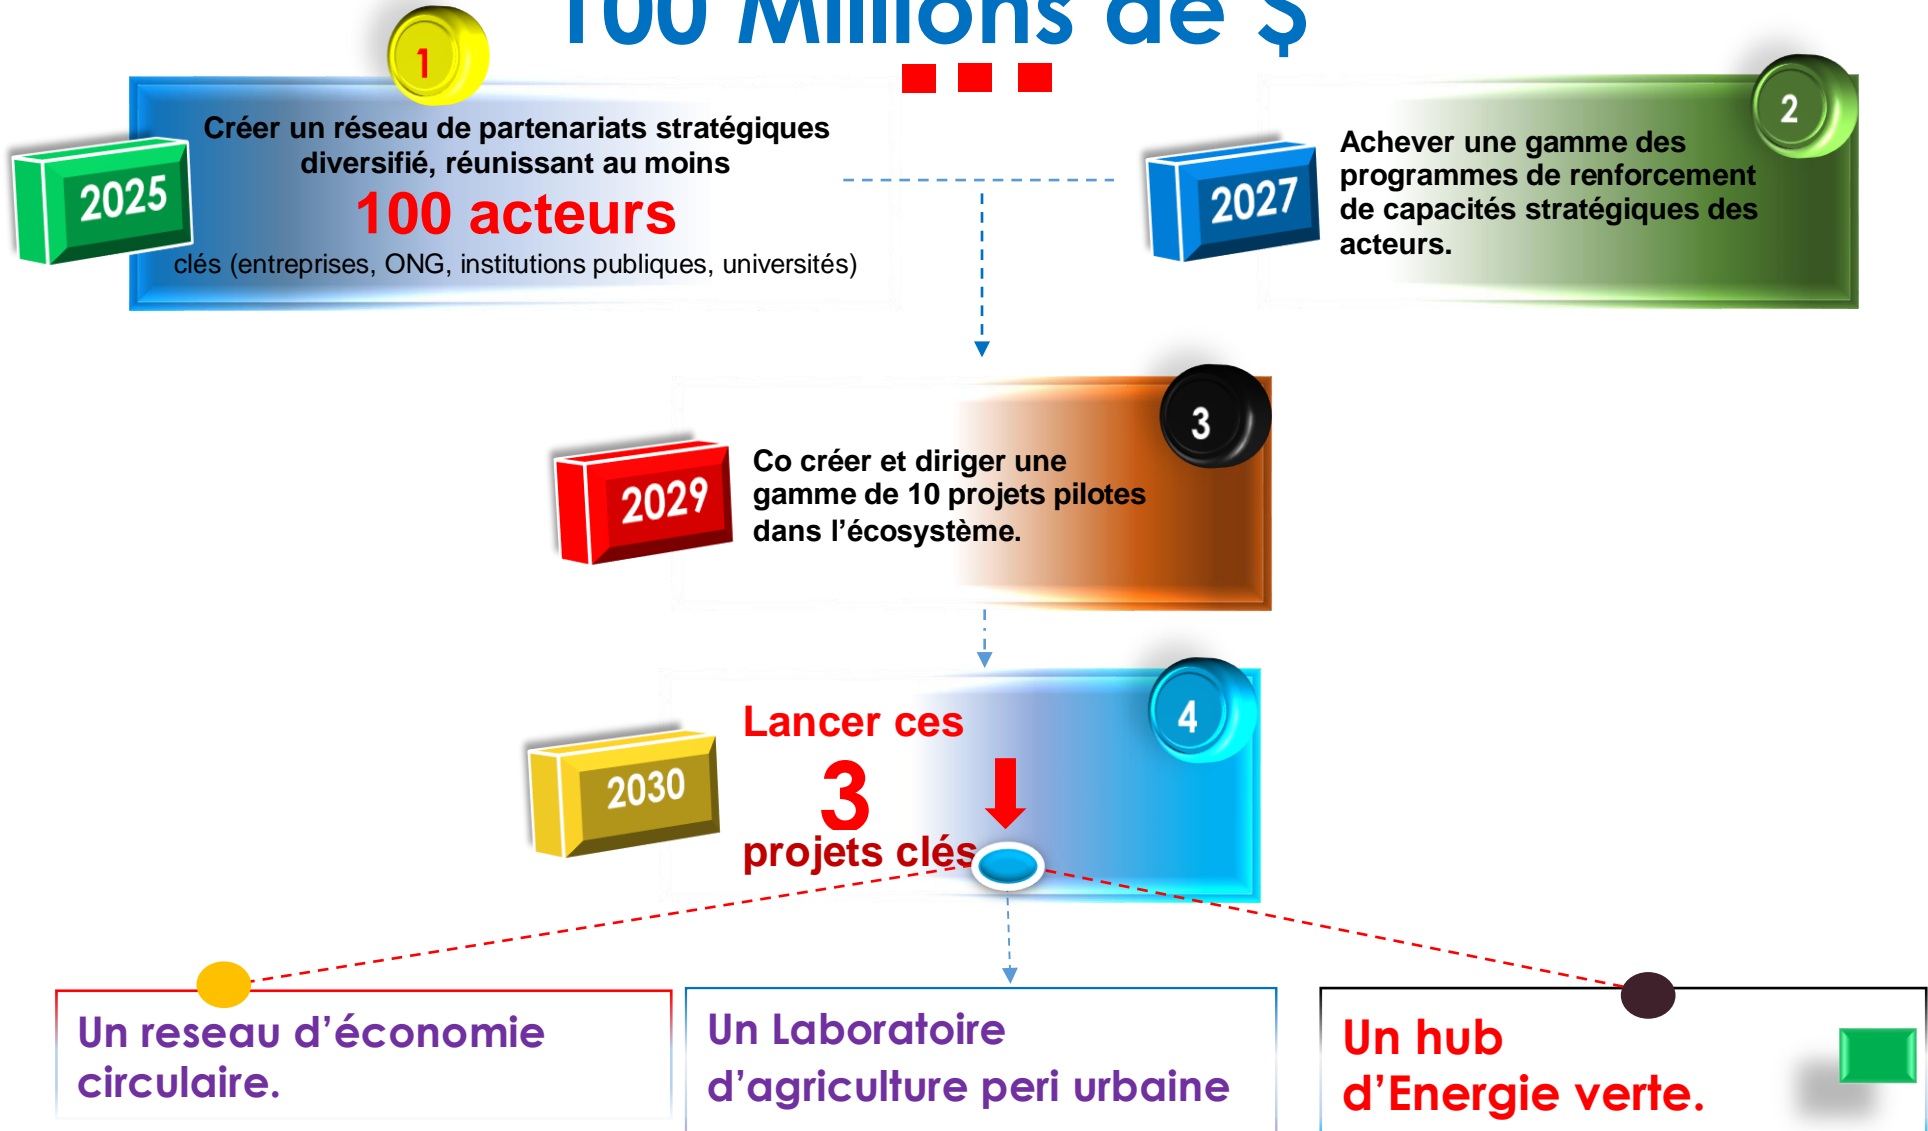 100 Millions de $
1
Créer un réseau de partenariats stratégiques
diversifié, réunissant au moins
100 acteurs
clés (entreprises, ONG, institutions publiques, universités)
2025
2
Achever une gamme des
programmes de renforcement
de capacités stratégiques des
acteurs.
2027
3
Co créer et diriger une
gamme de 10 projets pilotes
dans l’écosystème.
2029
4
Lancer ces
3
projets clés
2030
Un reseau d’économie
circulaire.
Un Laboratoire
d’agriculture peri urbaine
Un hub
d’Energie verte.